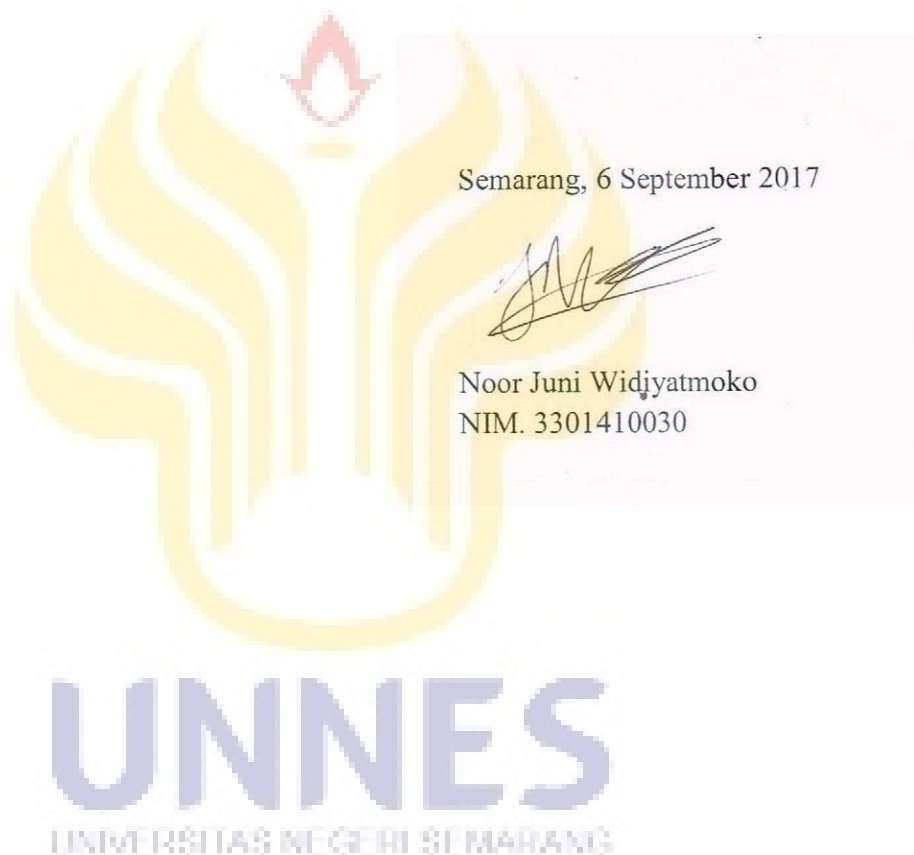 Semarang, 6 September 2017
Noor Juni Widiyatmoko
NIM. 3301410030
UNNES
UNIVERSITAS NEGERI SEMARANG